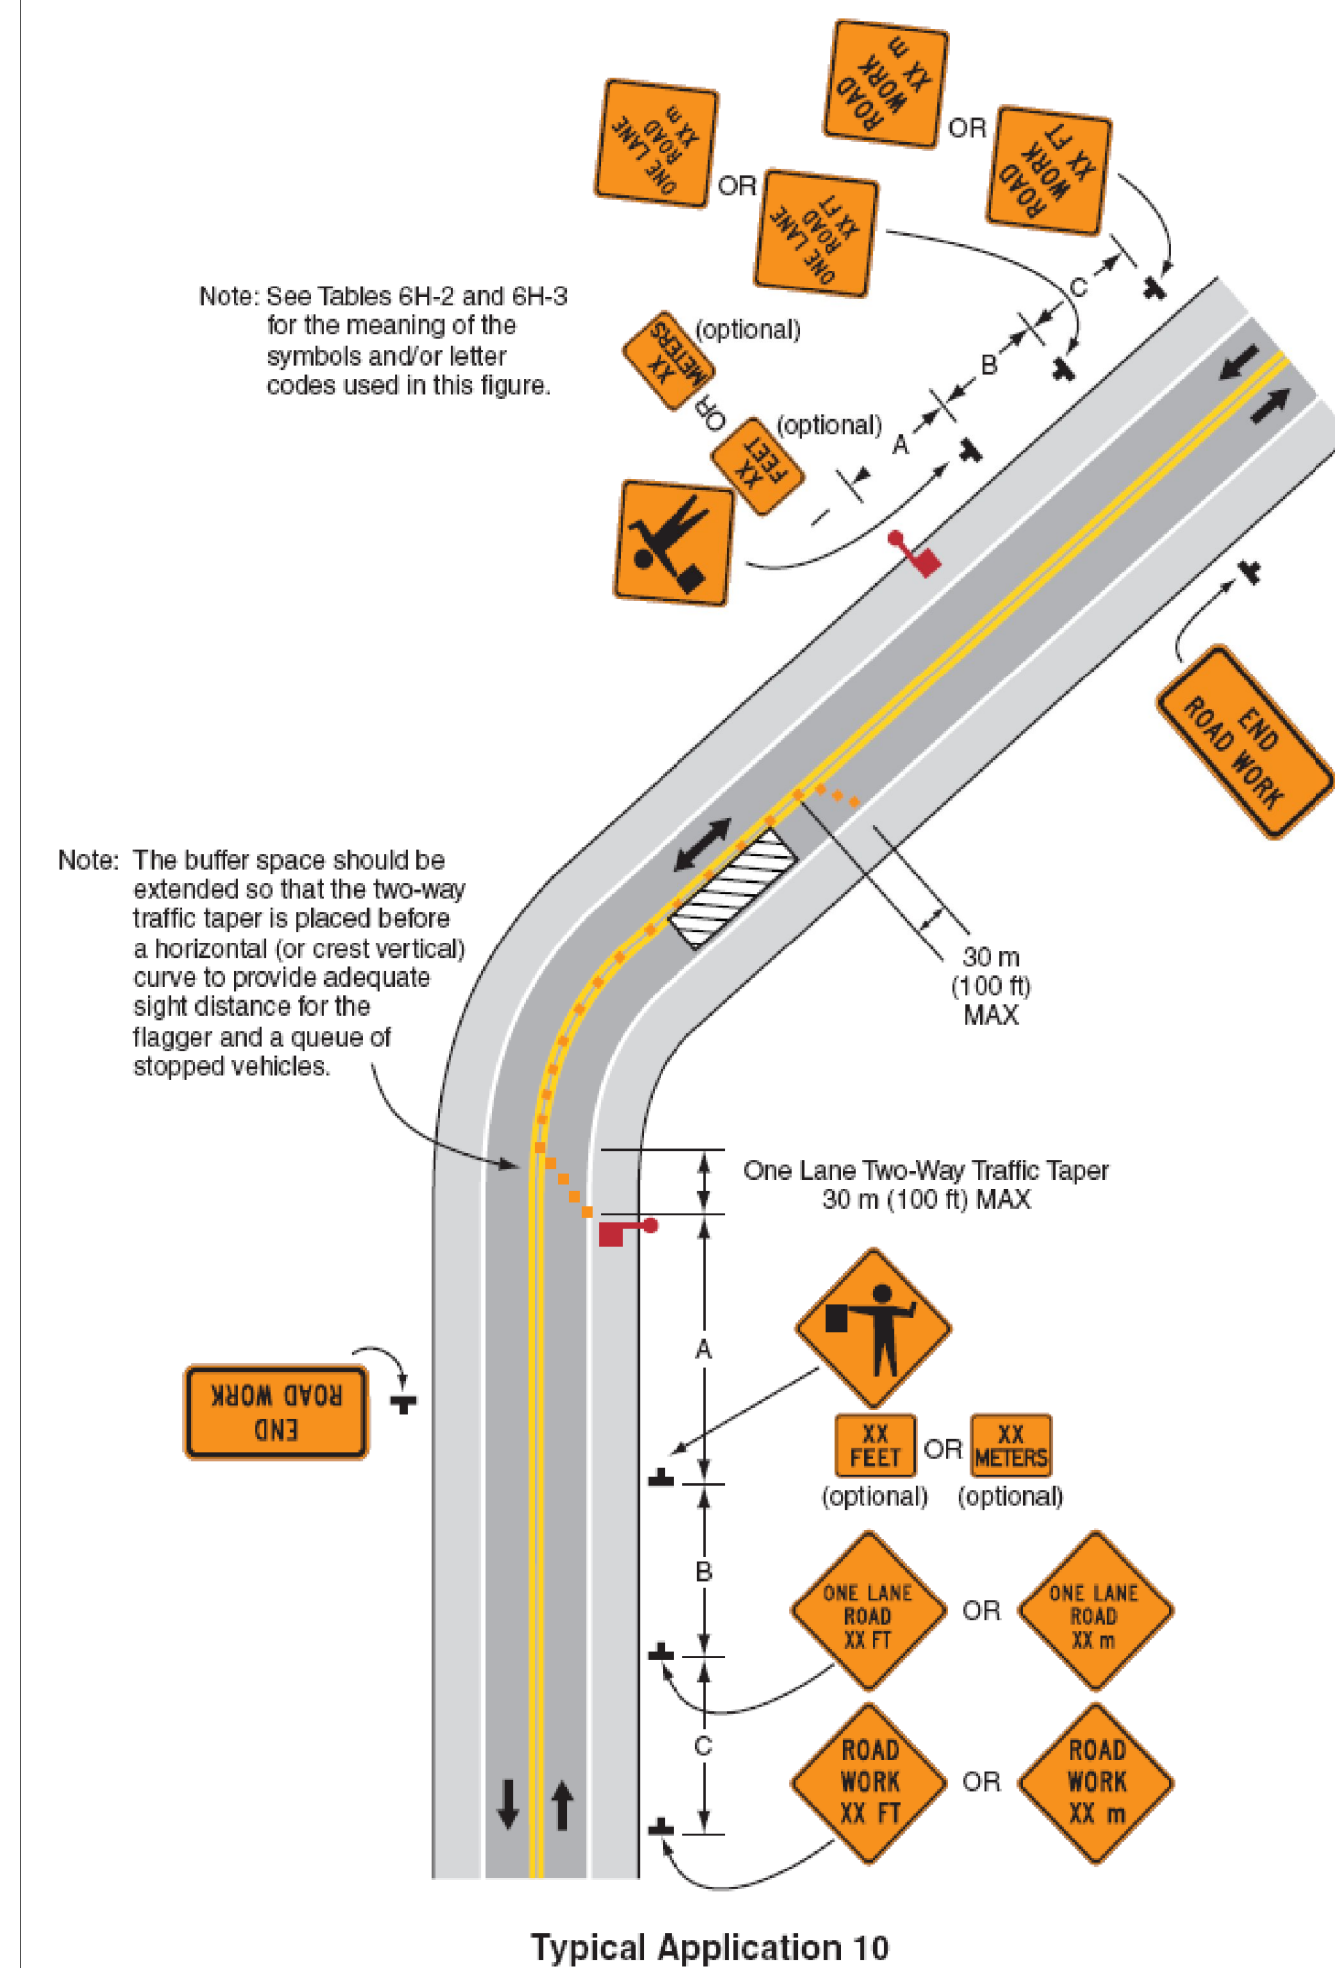 ROAD
WORK
XX m
OR
ROAD
WORK
XX FT
ONE LANE
ROAD
XX m
OR
ONE LANE
ROAD
XX FT
C
B
A
Note: See Tables 6H-2 and 6H-3
for the meaning of the
symbols and/or letter
codes used in this figure.
XX
METERS
(optional)
OR
XX
FEET
(optional)
END
ROAD WORK
Note: The buffer space should be
extended so that the two-way
traffic taper is placed before
a horizontal (or crest vertical)
curve to provide adequate
sight distance for the
flagger and a queue of
stopped vehicles.
30 m
(100 ft)
MAX
One Lane Two-Way Traffic Taper
30 m (100 ft) MAX
A
END
ROAD WORK
XX
FEET
OR
XX
METERS
(optional)
(optional)
B
ONE LANE
ROAD
XX FT
OR
ONE LANE
ROAD
XX m
C
ROAD
WORK
XX FT
OR
ROAD
WORK
XX m
Typical Application 10